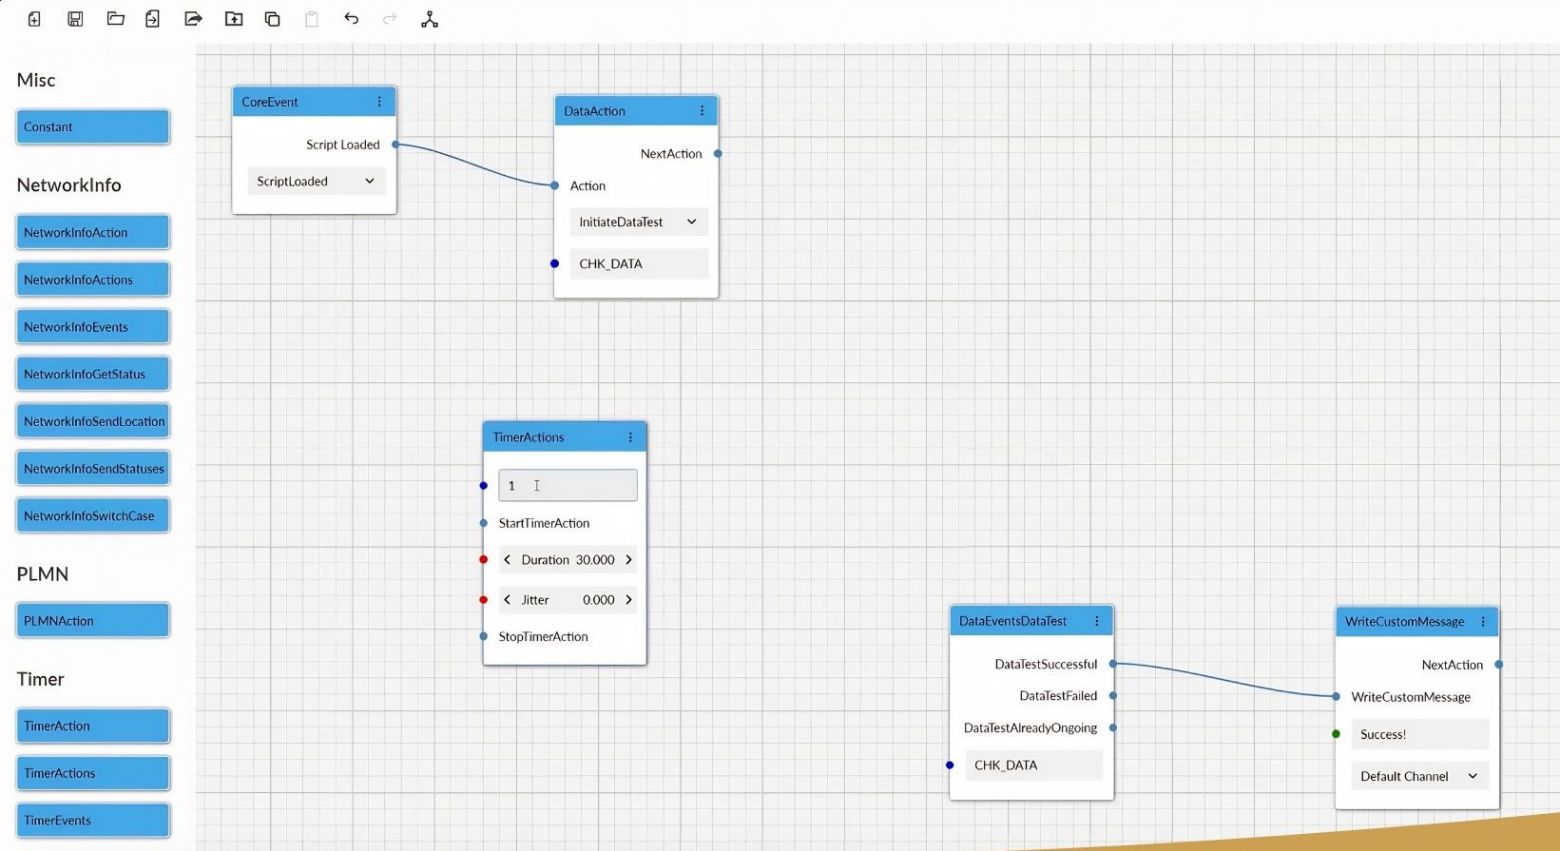 Misc
Constant
NetworkInfo
NetworkInfoAction
NetworkInfoActions
NetworkInfoEvents
NetworkInfoGetStatus
NetworkInfoSendLocation
NetworkInfoSendStatuses
NetworkInfoSwitchCase
PLMN
PLMNAction
Timer
TimerAction
TimerActions
TimerEvents
CoreEvent
Script Loaded
ScriptLoaded
DataAction
NextAction
Action
InitiateDataTest
CHK_DATA
TimerActions
1
StartTimerAction
Duration 30.000
Jitter 0.000
StopTimerAction
DataEventsDataTest
DataTestSuccessful
DataTestFailed
DataTestAlreadyOngoing
CHK_DATA
WriteCustomMessage
NextAction
WriteCustomMessage
Success!
Default Channel